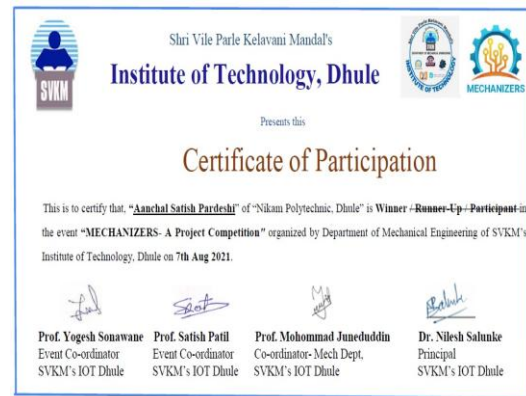 SVKM
Shri Vile Parle Kelavani Mandal's
Institute of Technology, Dhule
INSTITUTE OF TECHNOLOGY
MECHANIZERS
Presents this
Certificate of Participation
This is to certify that, “Aanchal Satish Pardeshi” of “Nikam Polytechnic, Dhule” is Winner / Runner-Up / Participant in
the event “MECHANIZERS- A Project Competition” organized by Department of Mechanical Engineering of SVKM's
Institute of Technology, Dhule on 7th Aug 2021.
Prof. Yogesh Sonawane Prof. Satish Patil Prof. Mohommad Juneduddin Dr. Nilesh Salunke
Event Co-ordinator Event Co-ordinator Co-ordinator- Mech Dept, Principal
SVKM's IOT Dhule SVKM's IOT Dhule SVKM's IOT Dhule SVKM's IOT Dhule